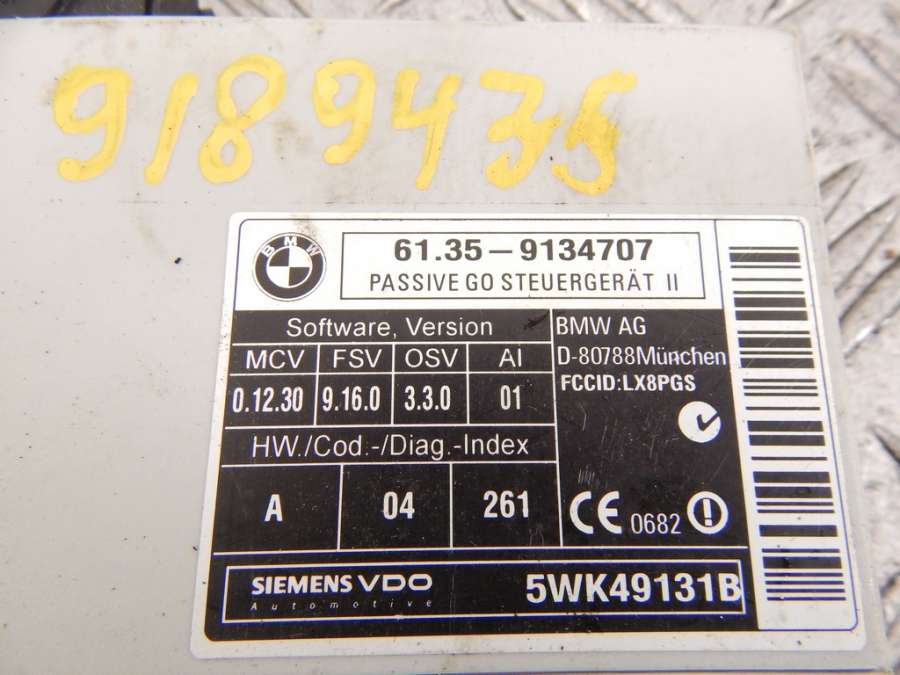 9189435
BMW
61.35-9134707
PASSIVE GO STEUERGERÄT II
Software, Version
MCV FSV OSV AI
0.12.30 9.16.0 3.3.0 01
HW./Cod.-/Diag.-Index
A 04 261
BMW AG
D-80788München
FCCID:LX8PGS
CE 0682
SIEMENS VDO
Automotive
5WK49131B